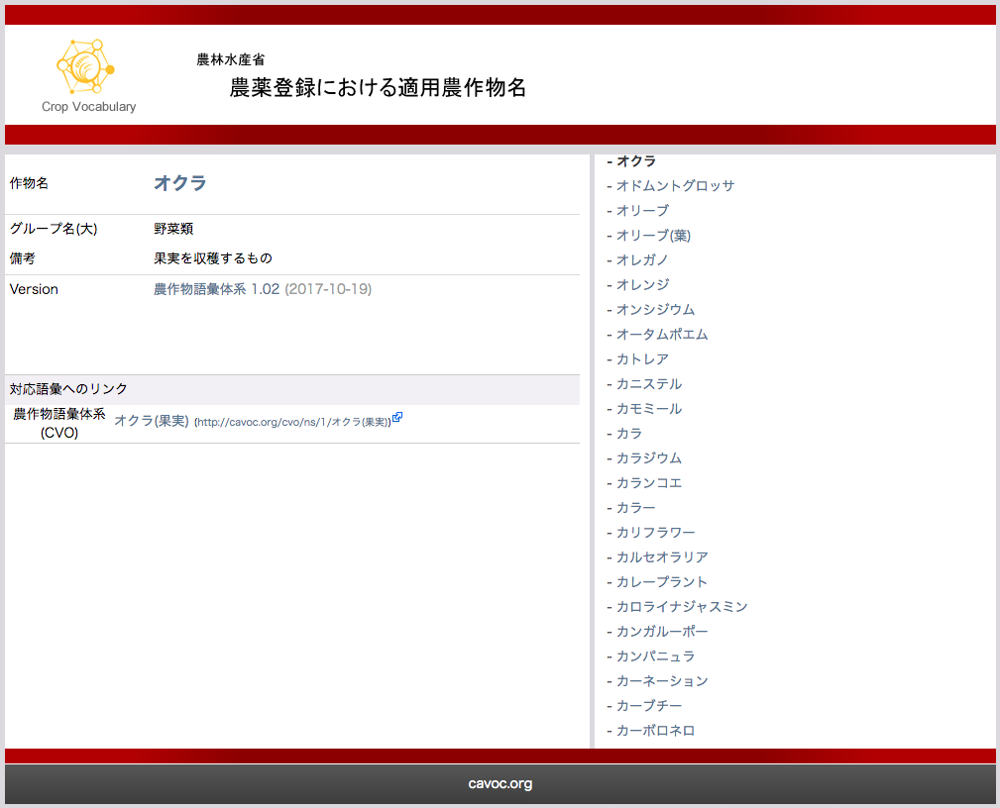 Crop Vocabulary
農林水産省
農薬登録における適用農作物名
作物名 オクラ
グループ名(大) 野菜類
備考 果実を収穫するもの
Version 農作物語彙体系 1.02 (2017-10-19)
対応語彙へのリンク
農作物語彙体系
(CVO)
オクラ(果実) (http://cavoc.org/cvo/ns/1/オクラ(果実))
- オクラ
- オドムントグロッサ
- オリーブ
- オリーブ(葉)
- オレガノ
- オレンジ
- オンシジウム
- オータムポエム
- カトレア
- カニステル
- カモミール
- カラ
- カラジウム
- カランコエ
- カラー
- カリフラワー
- カルセオラリア
- カレープラント
- カロライナジャスミン
- カンガルーポー
- カンパニュラ
- カーネーション
- カーブチー
- カーボロネロ
cavoc.org